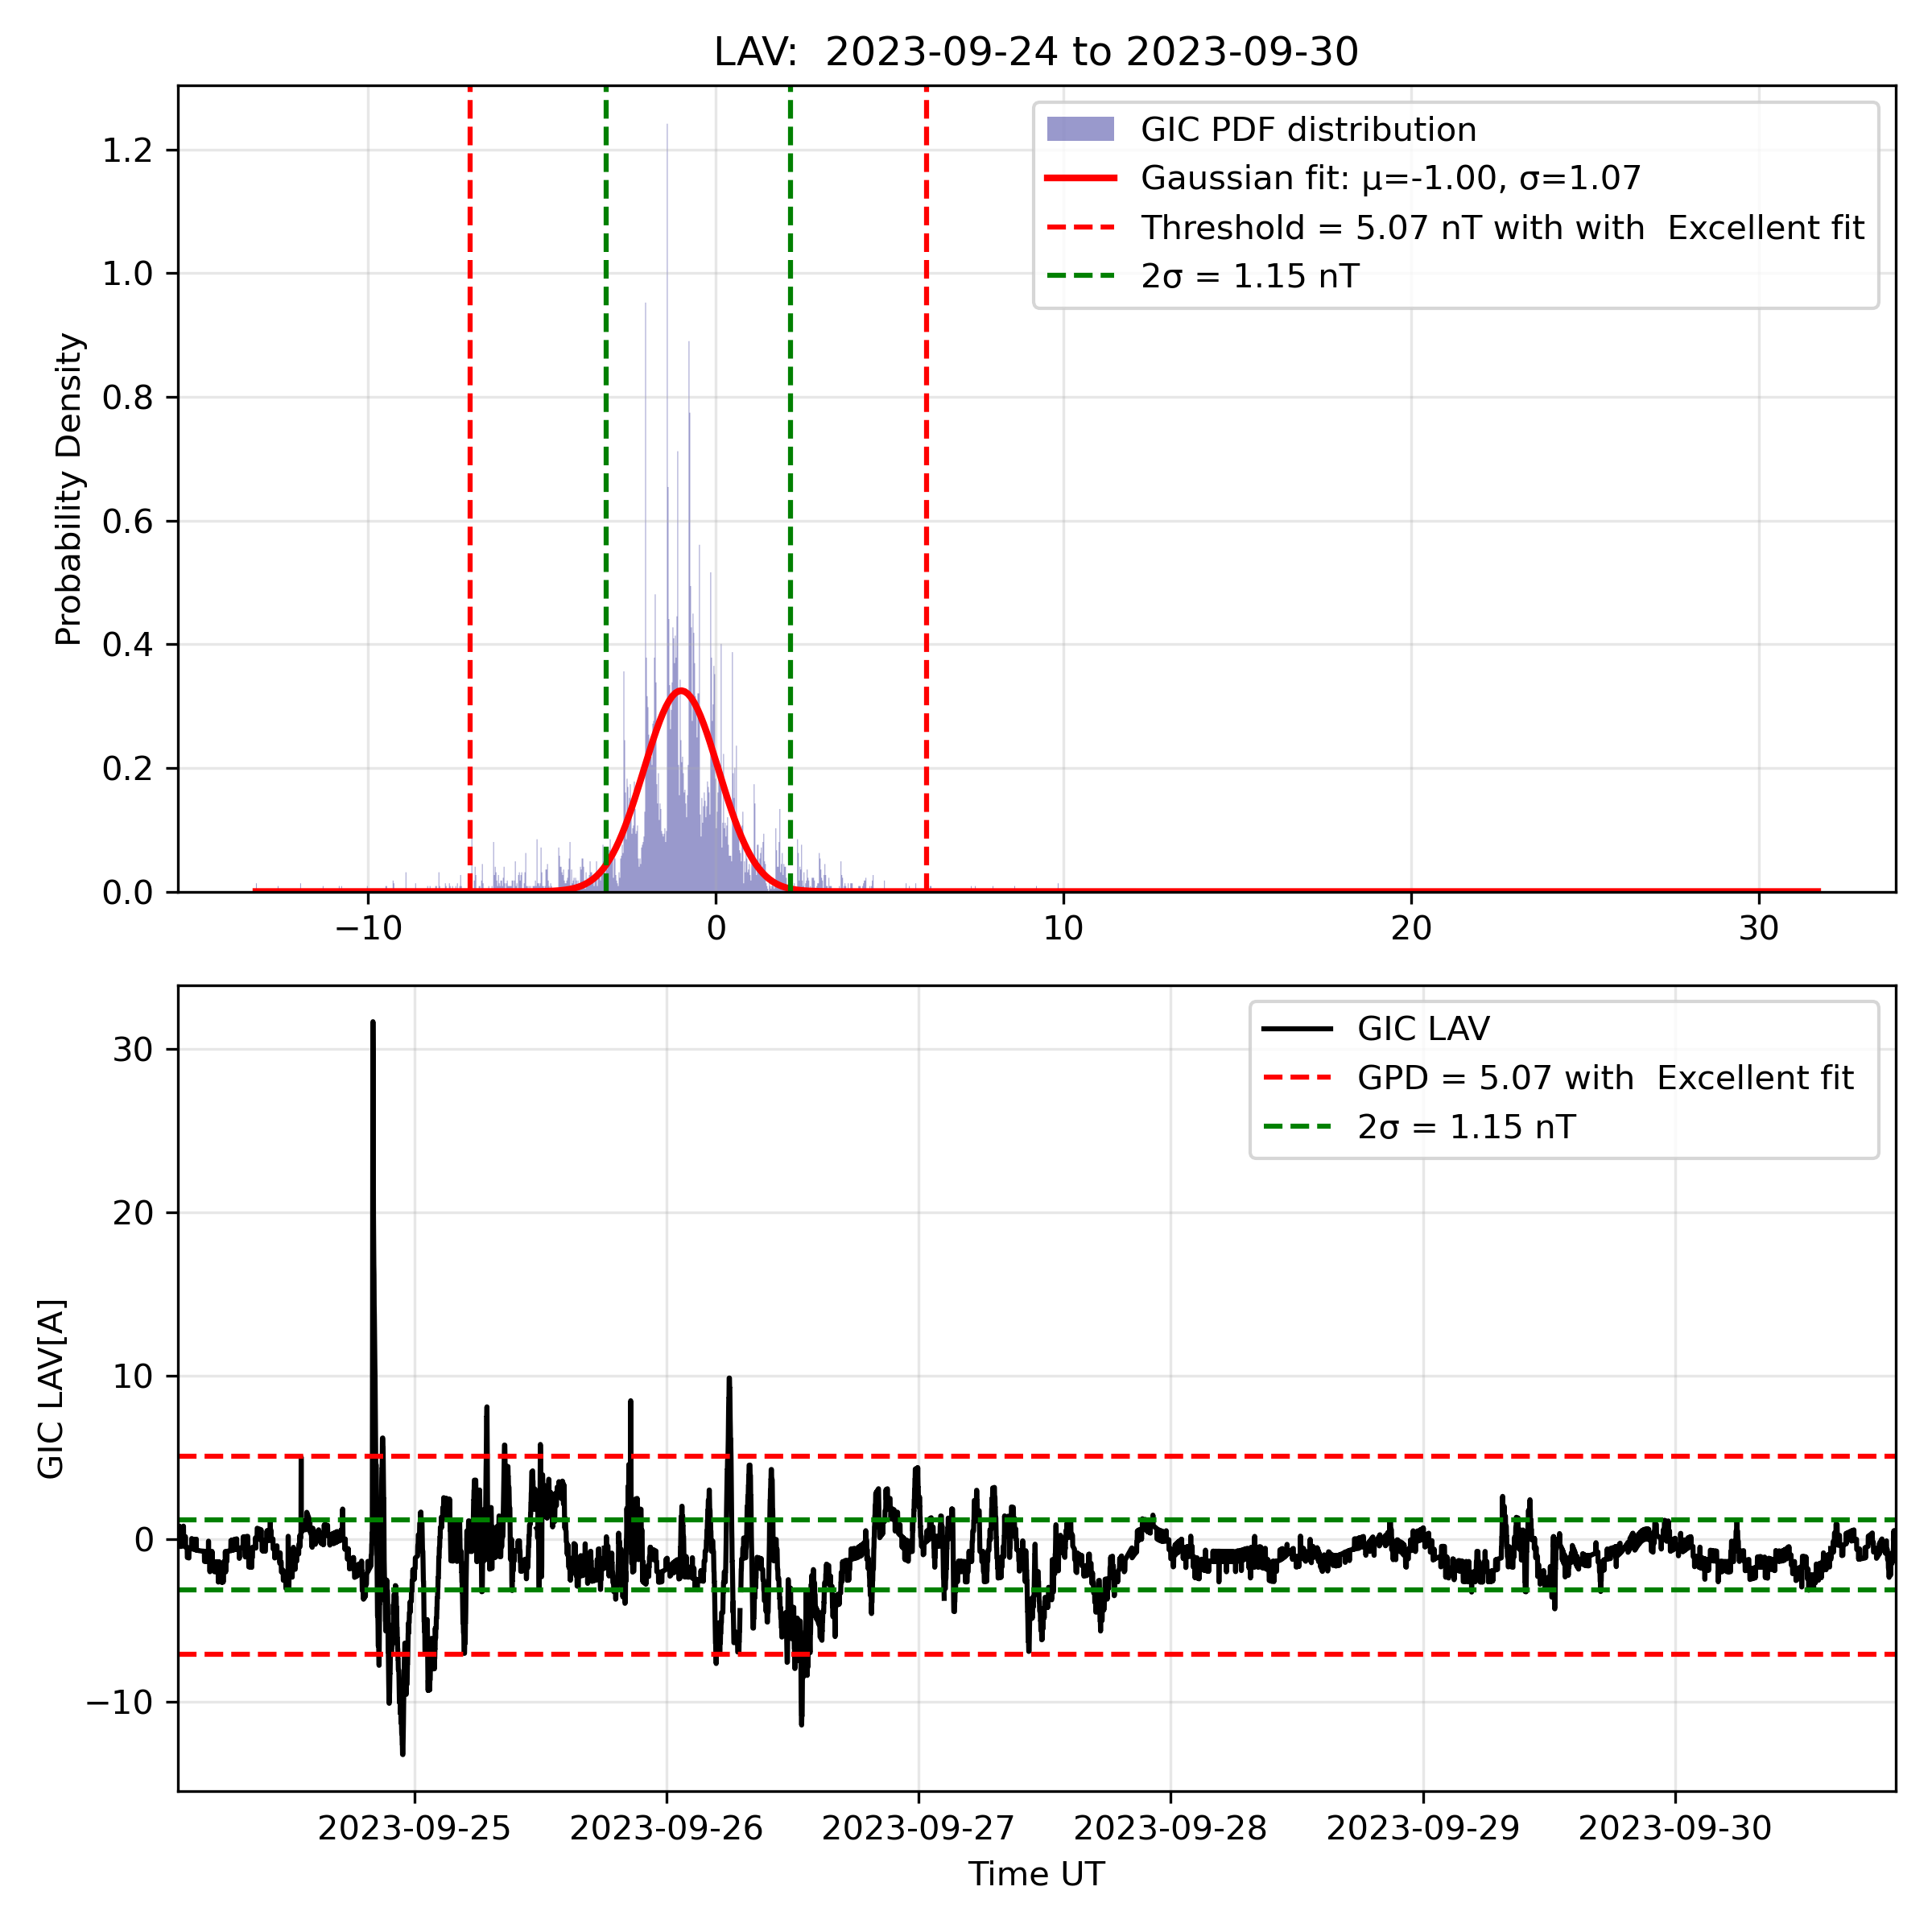 LAV:  2023-09-24 to 2023-09-30
GIC PDF distribution
Gaussian fit: μ=-1.00, σ=1.07
Threshold = 5.07 nT with with  Excellent fit
2σ = 1.15 nT
Probability Density
1.2
1.0
0.8
0.6
0.4
0.2
0.0
−10
0
10
20
30
GIC LAV
GPD = 5.07 with  Excellent fit
2σ = 1.15 nT
GIC LAV[A]
30
20
10
0
−10
2023-09-25
2023-09-26
2023-09-27
2023-09-28
2023-09-29
2023-09-30
Time UT